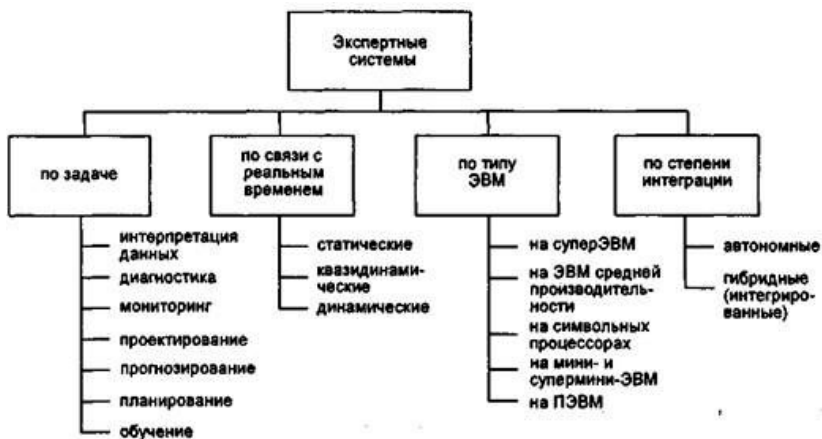 Экспертные
системы
по задаче
по связи с
реальным
временем
по типу
ЭВМ
по степени
интеграции
интерпретация
данных
диагностика
мониторинг
проектирование
прогнозирование
планирование
обучение
статические
квазидинами-
ческие
динамические
на суперЭВМ
на ЭВМ средней
производитель-
ности
на символьных
процессорах
на мини- и
супермини-ЭВМ
на ПЭВМ
автономные
гибридные
(интегриро-
ванные)